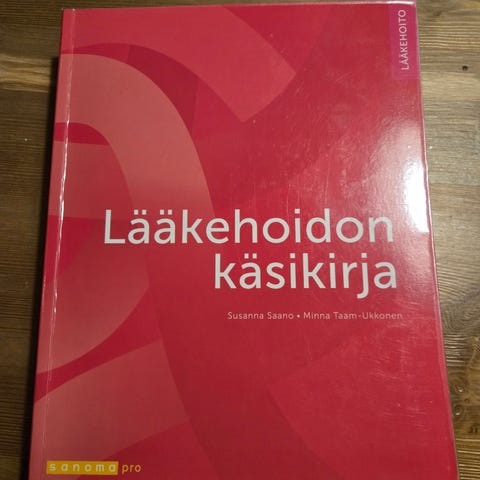 LÄÄKEHOITO
Lääkehoidon
käsikirja
Susanna Saano • Minna Taam-Ukkonen
sanoma pro